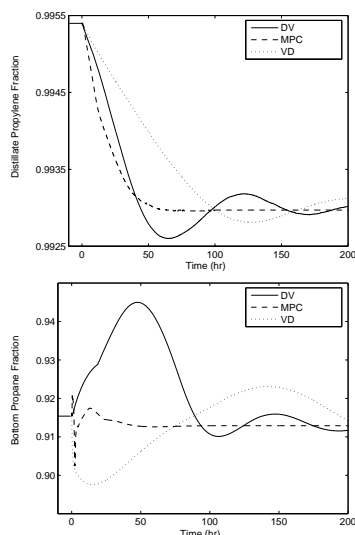 0.9955
DV
MPC
VD
0.9945
0.9935
0.9925
Distillate Propylene Fraction
0
50
100
150
200
Time (hr)
DV
MPC
VD
0.94
0.93
0.92
0.91
0.90
Bottom Propane Fraction
0
50
100
150
200
Time (hr)